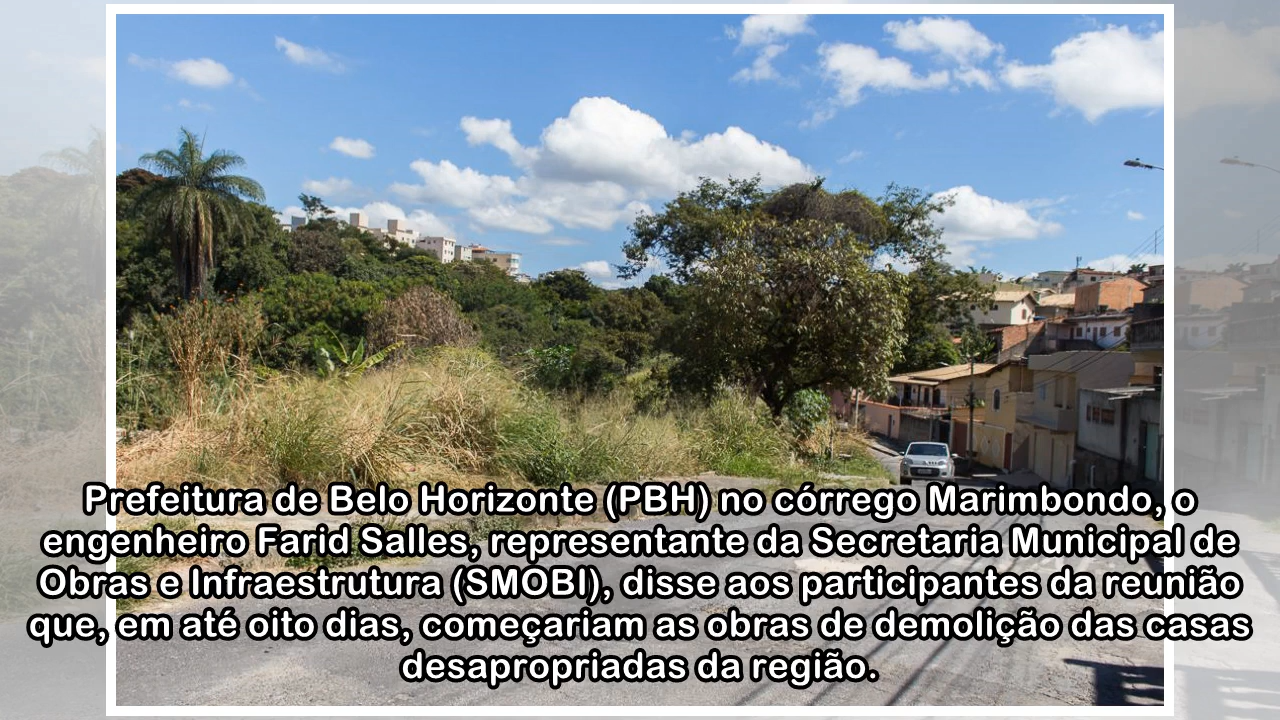 Prefeitura de Belo Horizonte (PBH) no córrego Marimbondo, o
engenheiro Farid Salles, representante da Secretaria Municipal de
Obras e Infraestrutura (SMOBI), disse aos participantes da reunião
que, em até oito dias, começariam as obras de demolição das casas
desapropriadas da região.